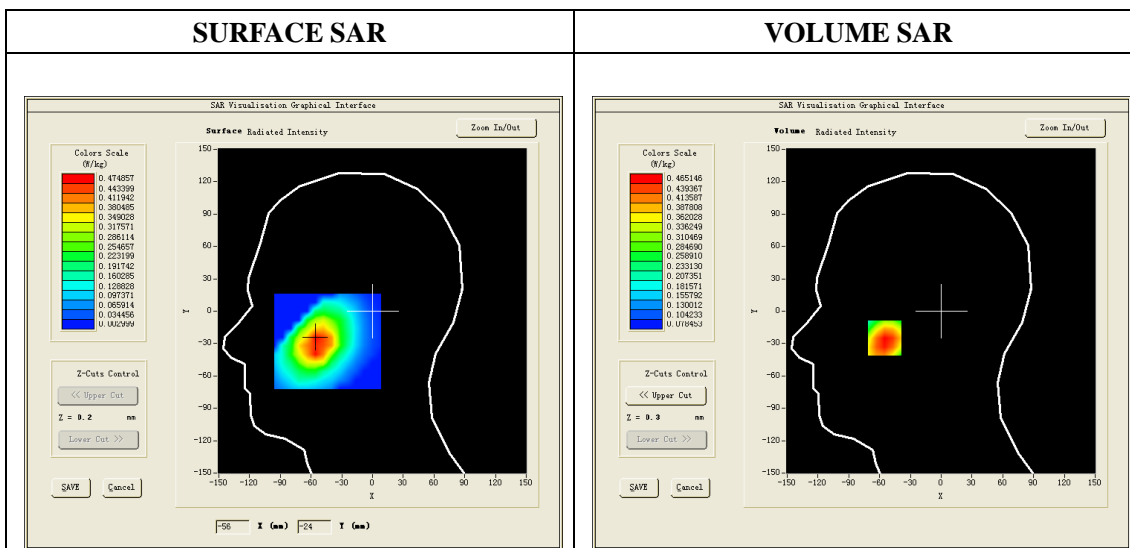 SURFACE SAR
VOLUME SAR
SAR Visualisation Graphical Interface
Surface Radiated Intensity
Zoom In/Out
Colors Scale
(W/kg)
0.474857
0.443399
0.411942
0.380485
0.349028
0.317571
0.286114
0.254657
0.223199
0.191742
0.160285
0.128828
0.097371
0.065914
0.034456
0.002999
Z-Cuts Control
<< Upper Cut
Z = 0.2 mm
Lower Cut >>
SAVE
Cancel
150
120
90
60
30
0
-30
-60
-90
-120
-150
Y
-150 -120 -90 -60 -30 0 30 60 90 120 150
X
-56 X (mm) -24 Y (mm)
SAR Visualisation Graphical Interface
Volume Radiated Intensity
Zoom In/Out
Colors Scale
(W/kg)
0.465146
0.439367
0.413587
0.387808
0.362028
0.336249
0.310469
0.284690
0.258910
0.233130
0.207351
0.181571
0.155792
0.130012
0.104233
0.078453
Z-Cuts Control
<< Upper Cut
Z = 0.3 mm
Lower Cut >>
SAVE
Cancel
150
120
90
60
30
0
-30
-60
-90
-120
-150
Y
-150 -120 -90 -60 -30 0 30 60 90 120 150
X